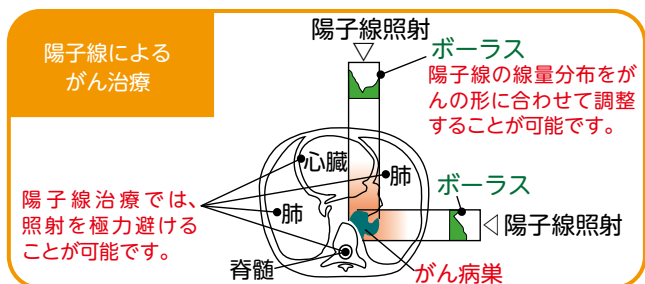 陽子線による
がん治療
陽子線照射
ボーラス
陽子線の線量分布をが
んの形に合わせて調整
することが可能です。
心臓
肺
ボーラス
陽子線治療では、
照射を極力避ける
ことが可能です。
肺
陽子線照射
脊髄
がん病巣